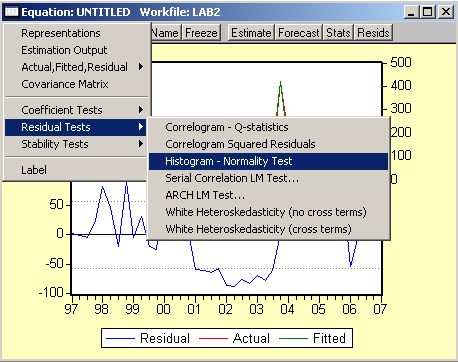 Equation: UNTITLED Workfile: LAB2
Name Freeze Estimate Forecast Stats Resids
Representations
Estimation Output
Actual,Fitted,Residual
Covariance Matrix
Coefficient Tests
Residual Tests
Stability Tests
Label
Correlogram - Q-statistics
Correlogram Squared Residuals
Histogram - Normality Test
Serial Correlation LM Test...
ARCH LM Test...
White Heteroskedasticity (no cross terms)
White Heteroskedasticity (cross terms)
500
400
300
200
100
0
50
0
-50
-100
97 98 99 00 01 02 03 04 05 06 07
Residual Actual Fitted